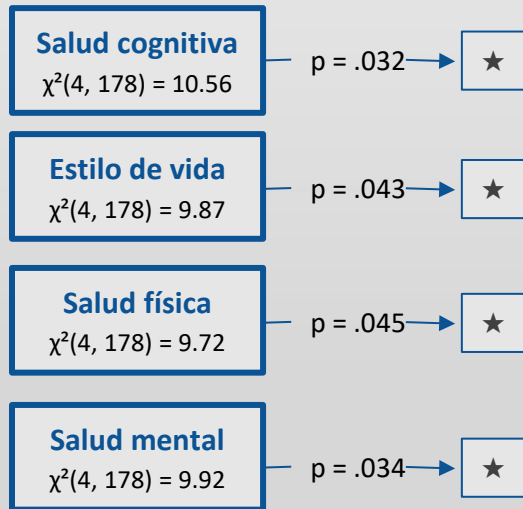 Salud cognitiva
χ²(4, 178) = 10.56
p = .032
★
Estilo de vida
χ²(4, 178) = 9.87
p = .043
★
Salud física
χ²(4, 178) = 9.72
p = .045
★
Salud mental
χ²(4, 178) = 9.92
p = .034
★